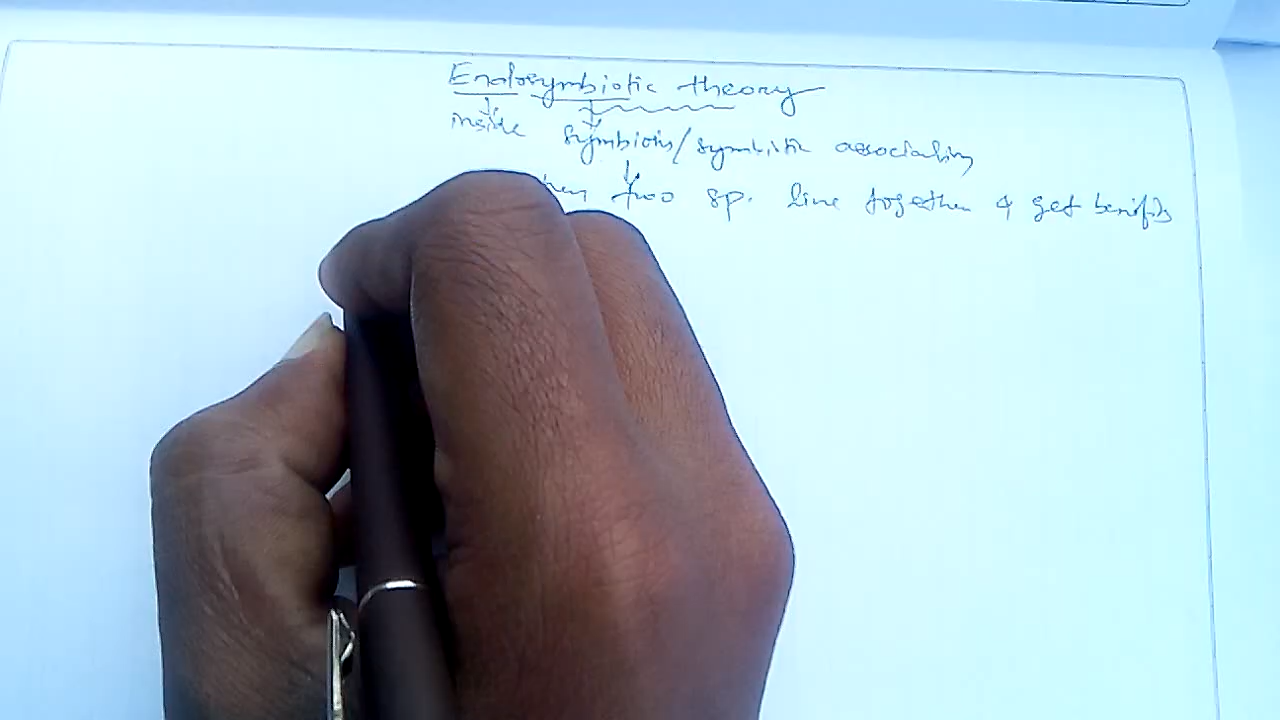 Endosymbiotic theory
inside symbiosis/symbiotic association
two sp. live together & get benifits